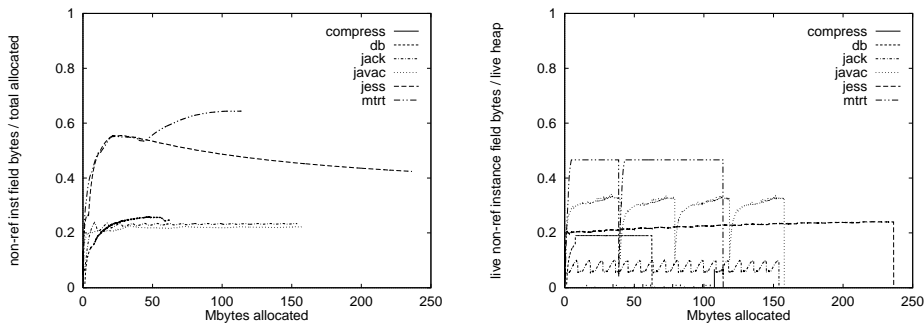 non-ref inst field bytes / total allocated
1
0.8
0.6
0.4
0.2
0
0 50 100 150 200 250
Mbytes allocated
compress
db
jack
javac
jess
mtrt
live non-ref instance field bytes / live heap
1
0.8
0.6
0.4
0.2
0
0 50 100 150 200 250
Mbytes allocated
compress
db
jack
javac
jess
mtrt